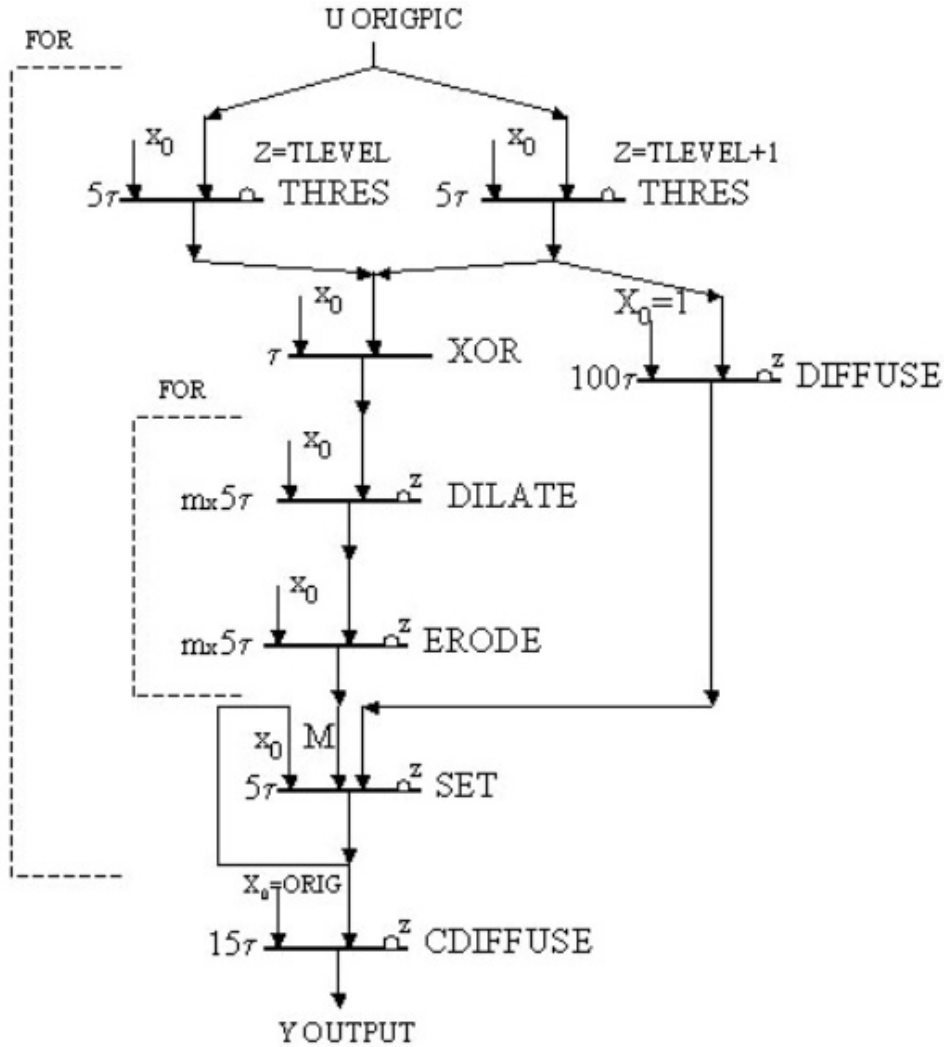 U ORIGPIC
FOR
X0
Z=TLEVEL
5τ
THRES
X0
Z=TLEVEL+1
5τ
THRES
X0
τ
XOR
X0=1
100τ
z
DIFFUSE
FOR
X0
mx5τ
z
DILATE
X0
mx5τ
z
ERODE
X0
M
5τ
z
SET
X0=ORIG
15τ
z
CDIFFUSE
Y OUTPUT